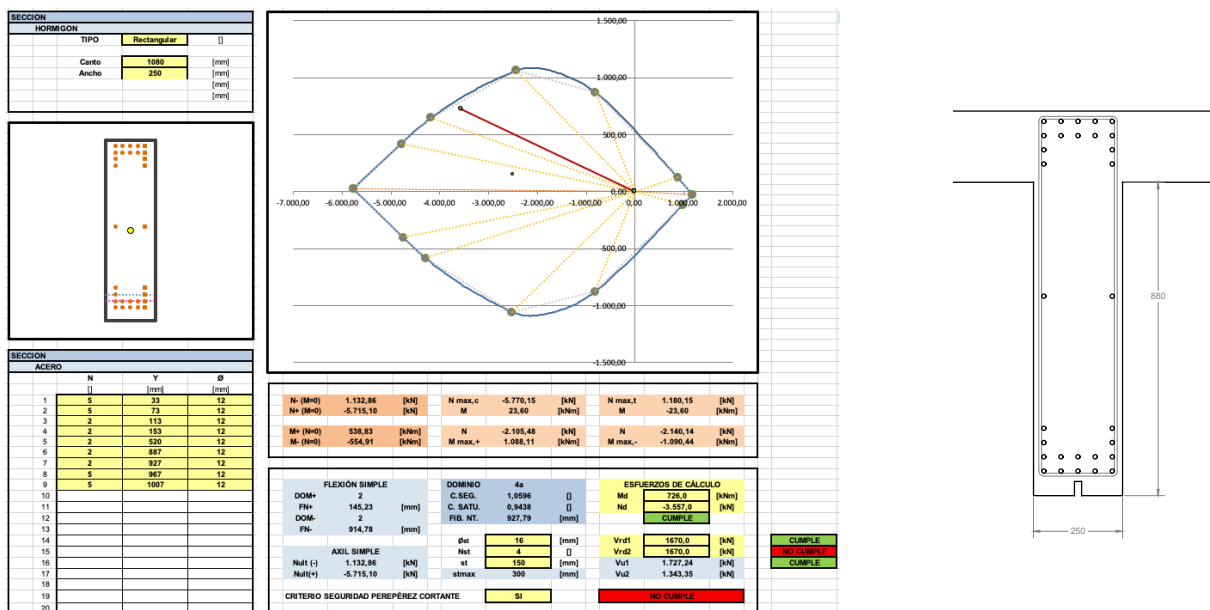 SECCION
HORMIGON
TIPO Rectangular []
Canto 1080 [mm]
Ancho 250 [mm]
[mm]
[mm]
1.500,00
1.000,00
500,00
0,00
-7.000,00 -6.000,00 -5.000,00 -4.000,00 -3.000,00 -2.000,00 -1.000,00 0,00 1.000,00 2.000,00
-500,00
-1.000,00
-1.500,00
880
250
SECCION
ACERO
N Y Ø
[] [mm] [mm]
1 5 33 12
2 5 73 12
3 2 113 12
4 2 153 12
5 2 520 12
6 2 887 12
7 2 927 12
8 5 967 12
9 5 1007 12
10
11
12
13
14
15
16
17
18
19
20
N- (M=0) 1.132,86 [kN] N max,c -5.770,15 [kN] N max,t 1.180,15 [kN]
N+ (M=0) -5.715,10 [kN] M 23,60 [kNm] M -23,60 [kNm]
M+ (N=0) 538,83 [kNm] N -2.105,48 [kN] N -2.140,14 [kN]
M- (N=0) -554,91 [kNm] M max,+ 1.088,11 [kNm] M max,- -1.090,44 [kNm]
FLEXIÓN SIMPLE DOMINIO 4a ESFUERZOS DE CÁLCULO
DOM+ 2 C.SEG. 1,0596 [] Md 726,0 [kNm]
FN+ 145,23 [mm] C. SATU. 0,9438 [] Nd -3.557,0 [kN]
DOM- 2 FIB. NT. 927,79 [mm] CUMPLE
FN- 914,78 [mm]
Øst 16 [mm] Vrd1 1670,0 [kN] CUMPLE
AXIL SIMPLE Nst 4 [] Vrd2 1670,0 [kN] NO CUMPLE
Nult (-) 1.132,86 [kN] st 150 [mm] Vu1 1.727,24 [kN] CUMPLE
Nult(+) -5.715,10 [kN] stmax 300 [mm] Vu2 1.343,35 [kN]
CRITERIO SEGURIDAD PEREPÉREZ CORTANTE SI NO CUMPLE